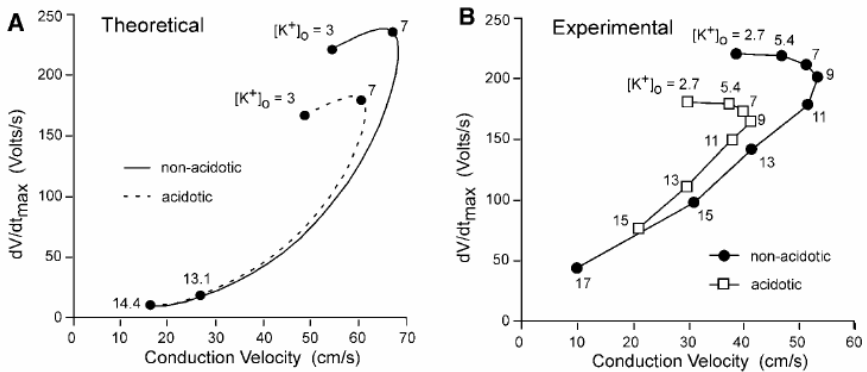 A
Theoretical
dV/dtmax (Volts/s)
250
200
150
100
50
0
[K+]o = 3
7
[K+]o = 3
7
non-acidotic
acidotic
14.4
13.1
0 10 20 30 40 50 60 70
Conduction Velocity (cm/s)
B
Experimental
dV/dtmax (Volts/s)
250
200
150
100
50
0
[K+]o = 2.7
5.4
7
9
11
13
15
17
[K+]o = 2.7
5.4
7
9
11
13
15
non-acidotic
acidotic
10 20 30 40 50 60
Conduction Velocity (cm/s)